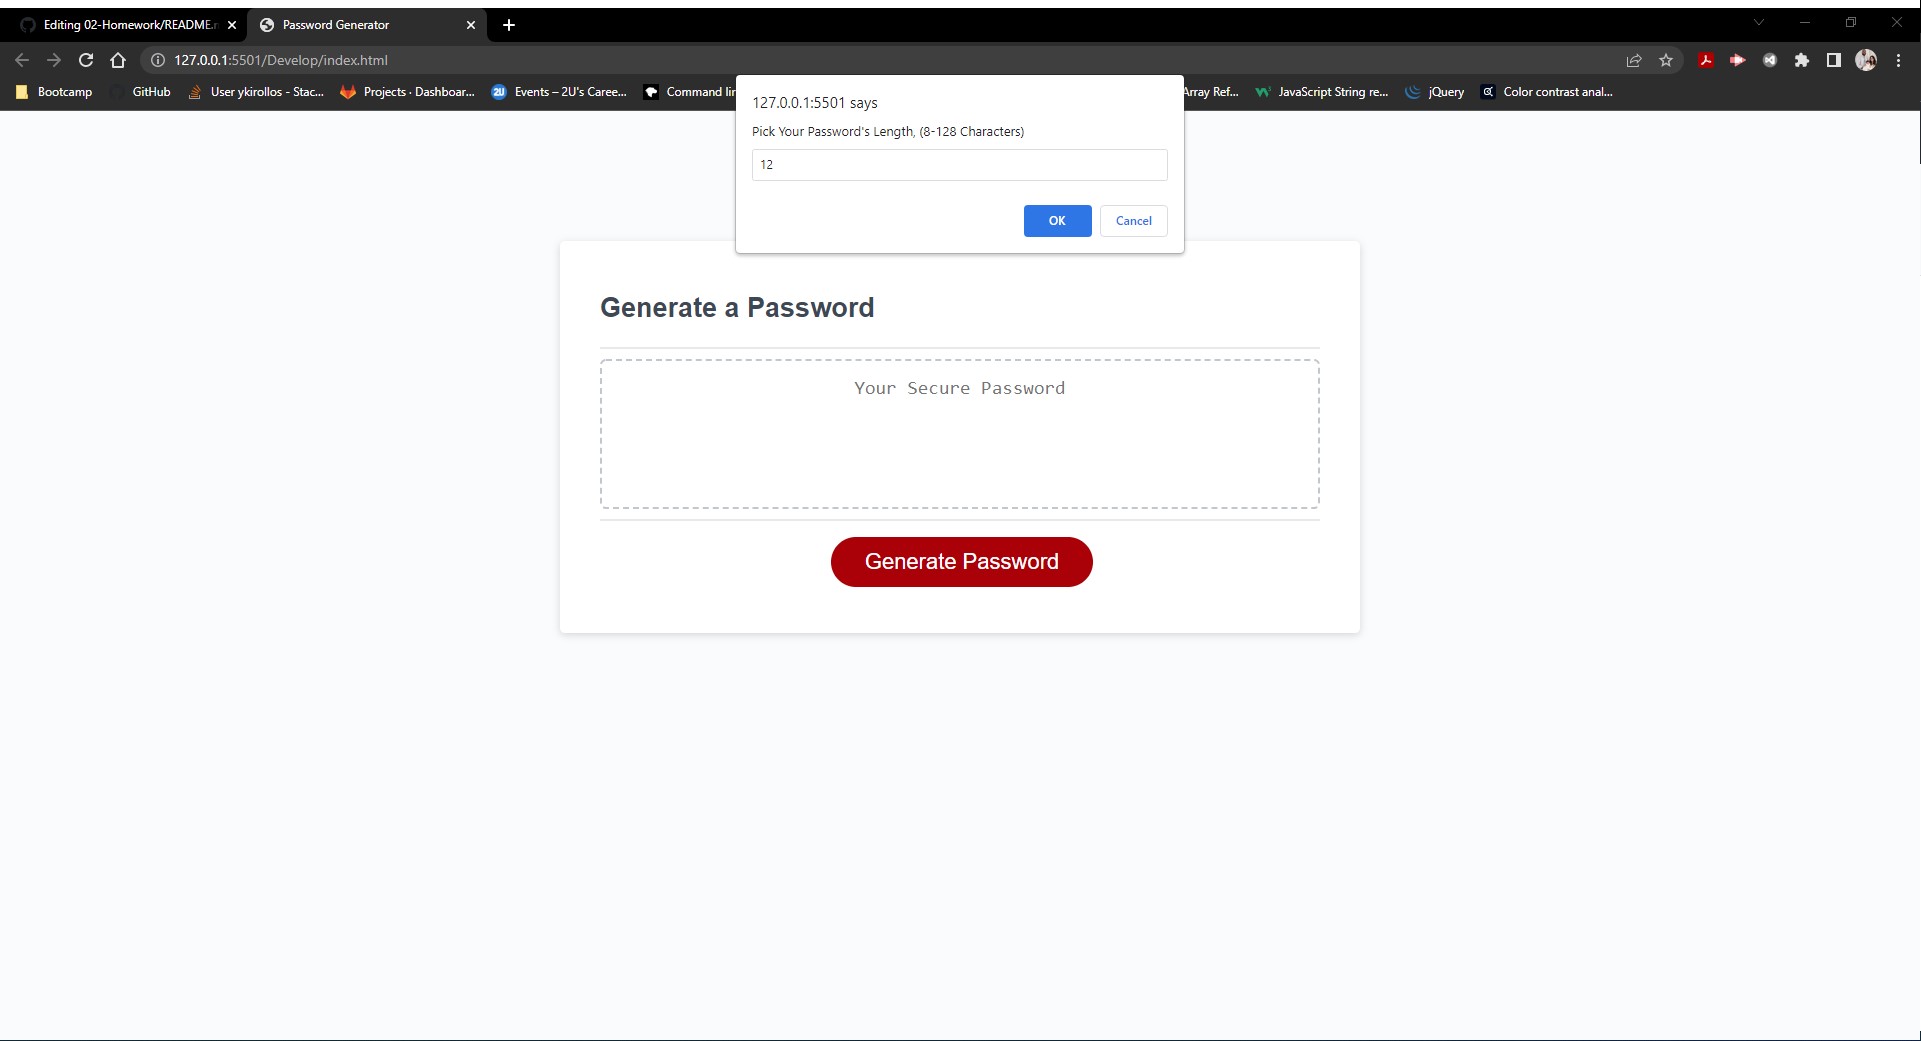 Editing 02-Homework/README.
Password Generator
127.0.0.1:5501/Develop/index.html
Bootcamp
GitHub
User ykirollos - Stac...
Projects · Dashboar...
2U
Events – 2U's Caree...
Command lin
Array Ref...
JavaScript String re...
jQuery
Color contrast anal...
127.0.0.1:5501 says
Pick Your Password's Length, (8-128 Characters)
12
OK
Cancel
Generate a Password
Your Secure Password
Generate Password